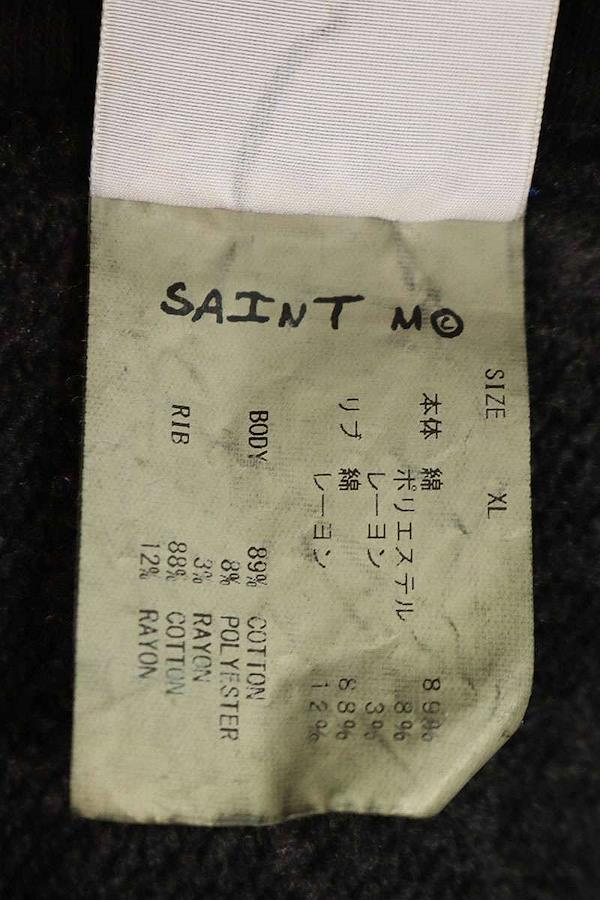 SAINT M©
SIZE XL
本体 綿 89%
ポリエステル 8%
レーヨン 3%
リブ 綿 88%
レーヨン 12%
BODY 89% COTTON
8% POLYESTER
3% RAYON
RIB 88% COTTON
12% RAYON